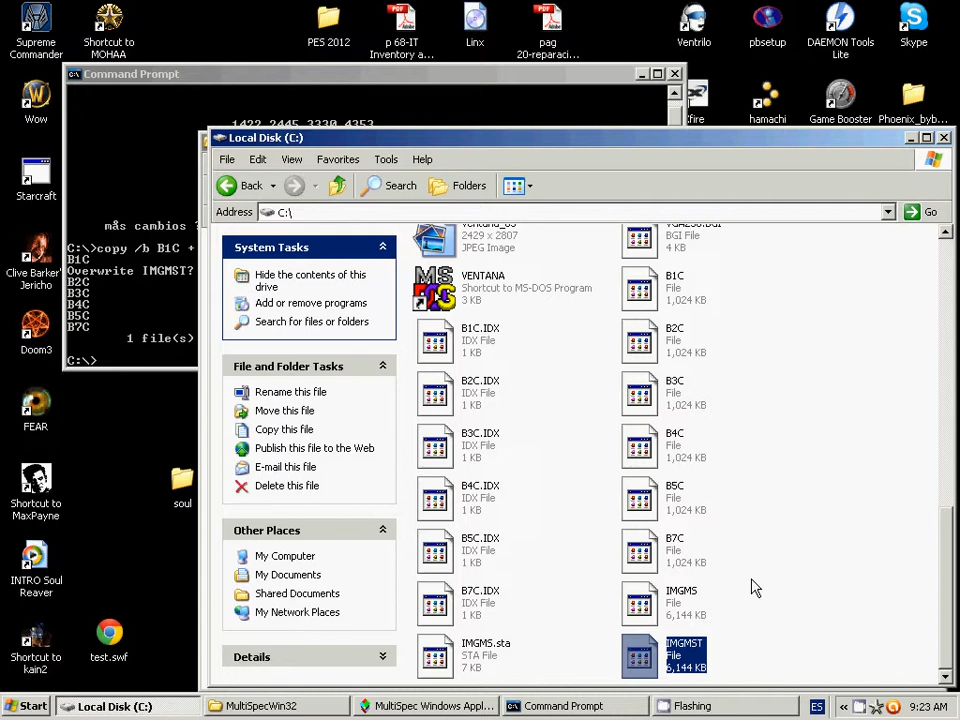 Supreme
Commander
Shortcut to
MOHAA
PES 2012
p 68-IT
Inventory a...
Linx
pag
20-reparaci...
Ventrilo
pbsetup
DAEMON Tools
Lite
Skype
Wow
Starcraft
Clive Barker'
Jericho
Doom3
FEAR
Shortcut to
MaxPayne
soul
INTRO Soul
Reaver
Shortcut to
kain2
test.swf
hamachi
Game Booster
Phoenix_byb...
Command Prompt
1422 2445 3330 4353
mås cambios ?
C:\>copy /b B1C +
B1C
Overwrite IMGMST?
B2C
B3C
B4C
B5C
B7C
1 file(s)
C:\>
Local Disk (C:)
File Edit View Favorites Tools Help
Back Search Folders
Address C:\ Go
System Tasks
Hide the contents of this
drive
Add or remove programs
Search for files or folders
File and Folder Tasks
Rename this file
Move this file
Copy this file
Publish this file to the Web
E-mail this file
Delete this file
Other Places
My Computer
My Documents
Shared Documents
My Network Places
Details
2429 x 2807
JPEG Image
BGI File
4 KB
VENTANA
Shortcut to MS-DOS Program
3 KB
B1C
File
1,024 KB
B1C.IDX
IDX File
1 KB
B2C
File
1,024 KB
B2C.IDX
IDX File
1 KB
B3C
File
1,024 KB
B3C.IDX
IDX File
1 KB
B4C
File
1,024 KB
B4C.IDX
IDX File
1 KB
B5C
File
1,024 KB
B5C.IDX
IDX File
1 KB
B7C
File
1,024 KB
B7C.IDX
IDX File
1 KB
IMGMS
File
6,144 KB
IMGMS.sta
STA File
7 KB
IMGMST
File
6,144 KB
Start
Local Disk (C:)
MultiSpecWin32
MultiSpec Windows Appl...
Command Prompt
Flashing
ES
9:23 AM